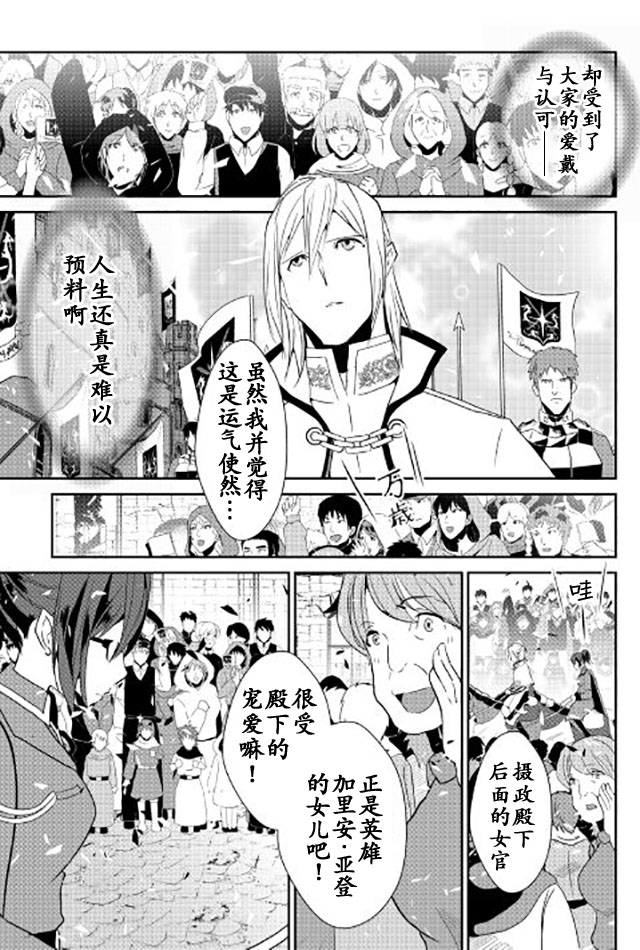 却受到了
大家的爱戴
与认可——
人生还真是难以
预料啊
虽然我并觉得
这是运气使然…
万岁
哇
摄政殿下
后面的女官
正是英雄
加里安·亚登
的女儿吧！
很受
殿下的
宠爱嘛！